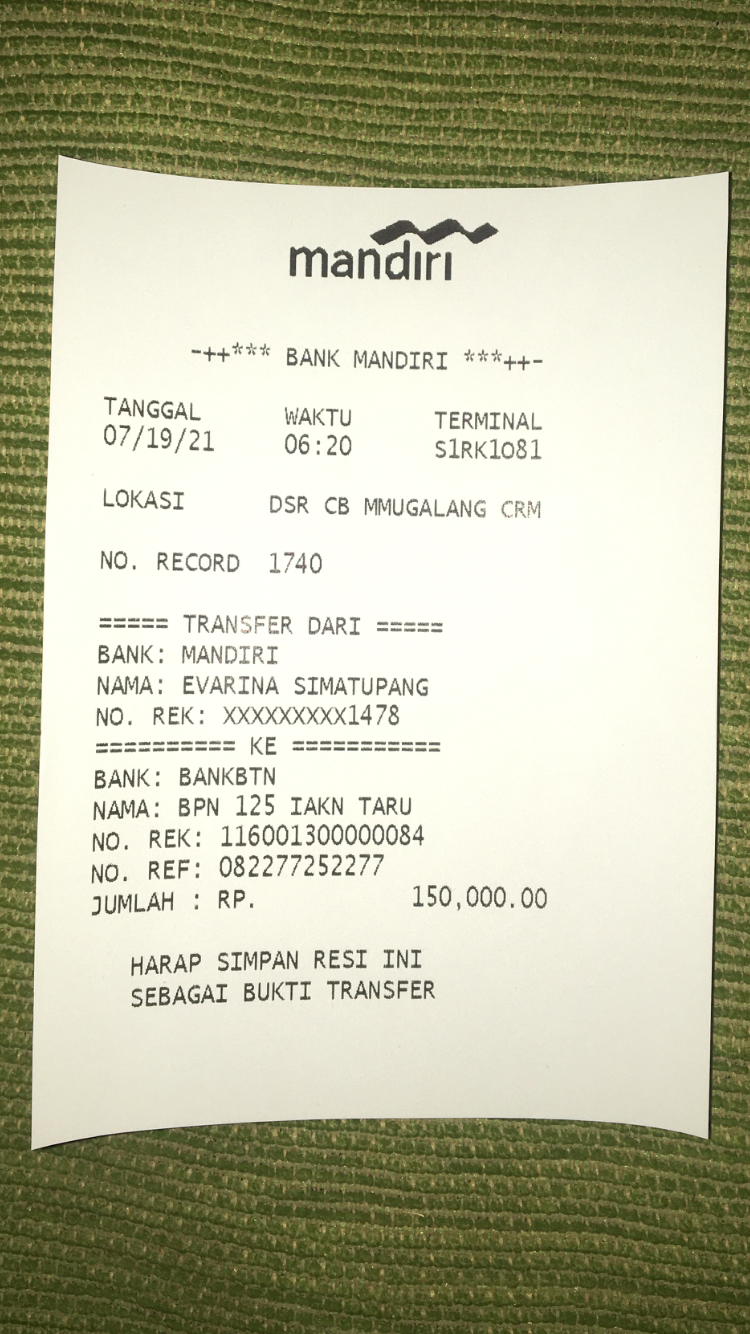 mandiri
-++*** BANK MANDIRI ***++-
TANGGAL WAKTU TERMINAL
07/19/21 06:20 S1RK1O81
LOKASI DSR CB MMUGALANG CRM
NO. RECORD 1740
===== TRANSFER DARI =====
BANK: MANDIRI
NAMA: EVARINA SIMATUPANG
NO. REK: XXXXXXXXX1478
========== KE ===========
BANK: BANKBTN
NAMA: BPN 125 IAKN TARU
NO. REK: 116001300000084
NO. REF: 082277252277
JUMLAH : RP. 150,000.00
HARAP SIMPAN RESI INI
SEBAGAI BUKTI TRANSFER